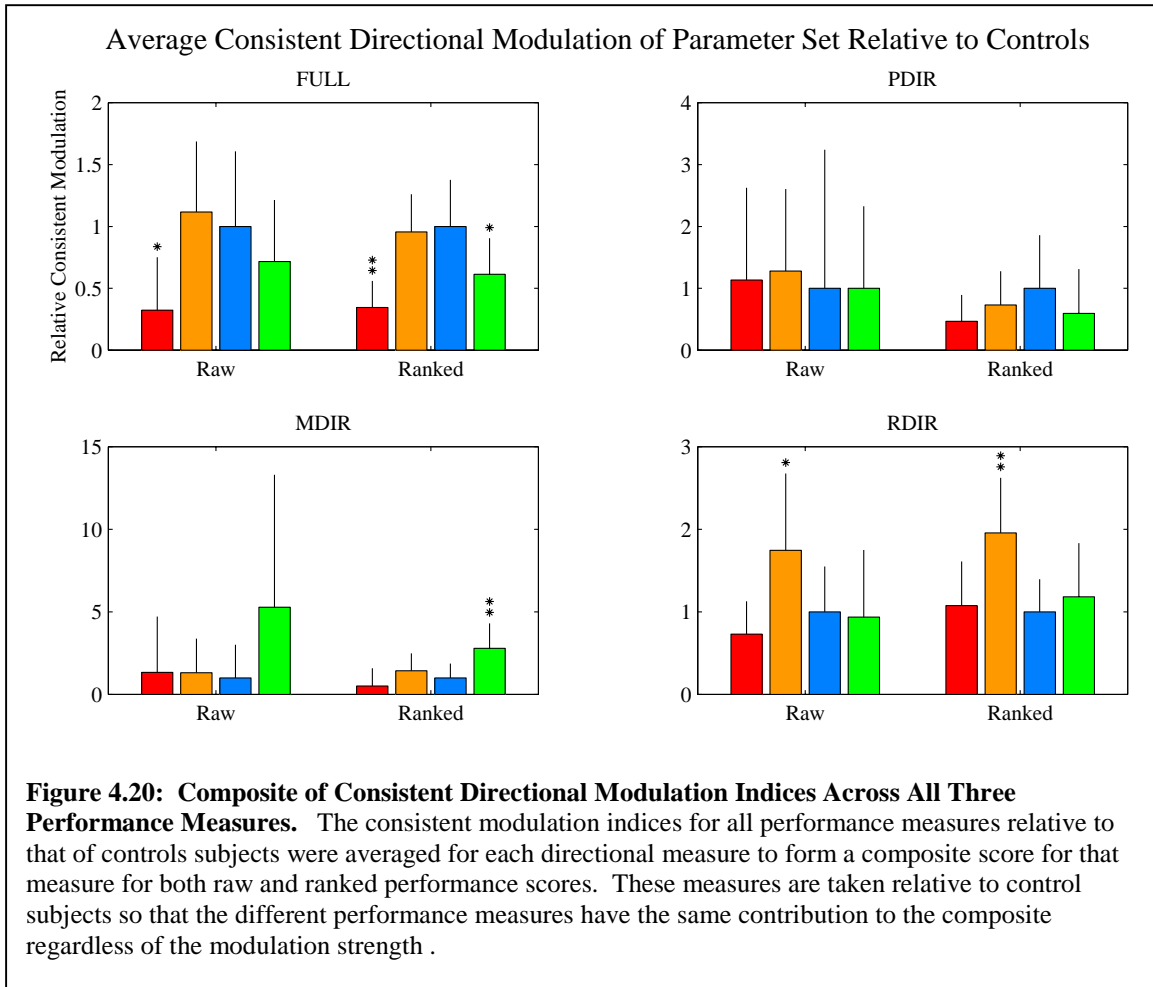 Average Consistent Directional Modulation of Parameter Set Relative to Controls
FULL
Relative Consistent Modulation
2
1.5
1
0.5
0
*
**
*
Raw
Ranked
PDIR
4
3
2
1
0
Raw
Ranked
MDIR
15
10
5
0
**
Raw
Ranked
RDIR
3
2
1
0
*
**
Raw
Ranked
Figure 4.20: Composite of Consistent Directional Modulation Indices Across All Three
Performance Measures. The consistent modulation indices for all performance measures relative to
that of controls subjects were averaged for each directional measure to form a composite score for that
measure for both raw and ranked performance scores. These measures are taken relative to control
subjects so that the different performance measures have the same contribution to the composite
regardless of the modulation strength .